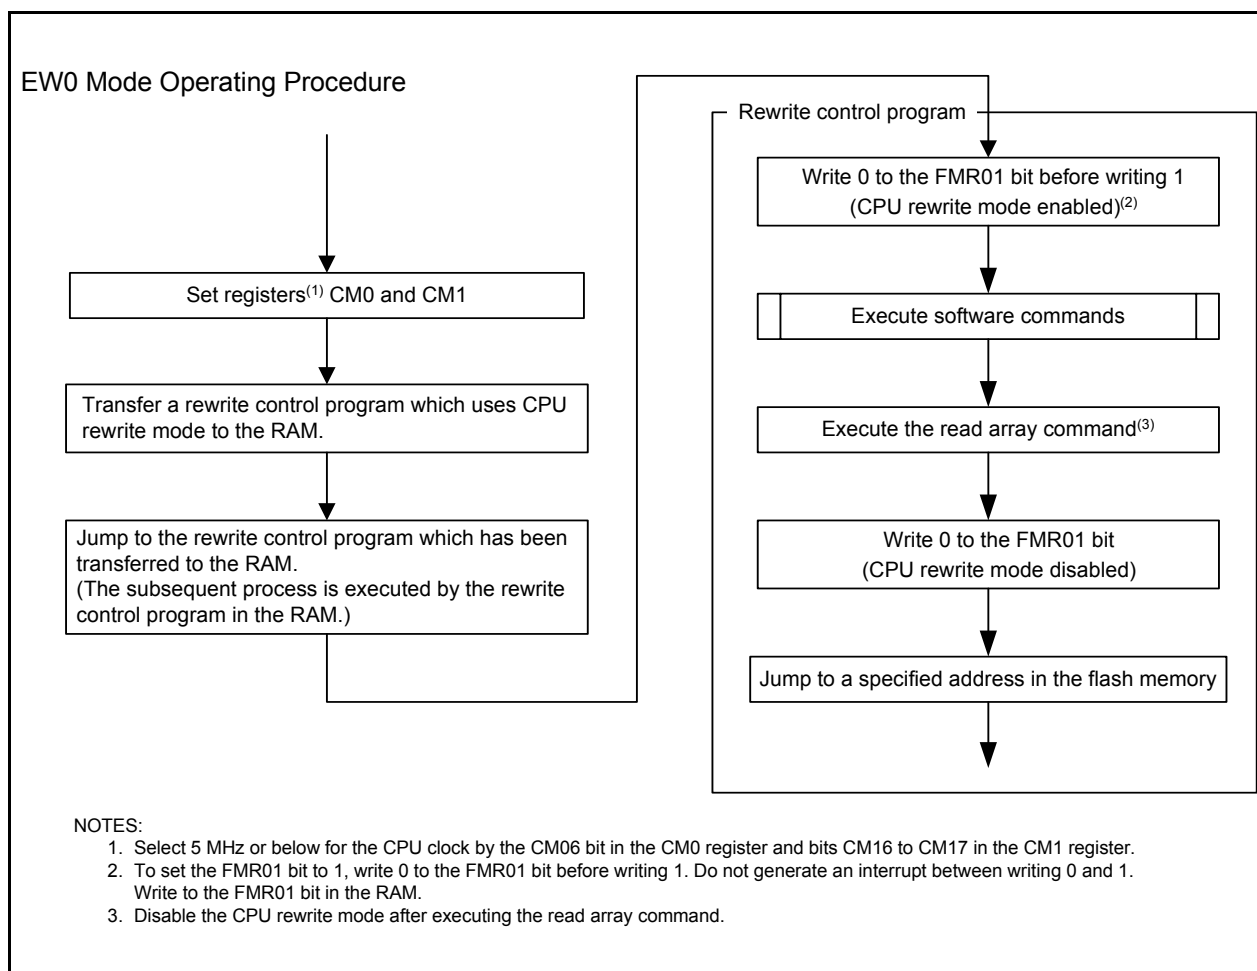 EW0 Mode Operating Procedure
Set registers(1) CM0 and CM1
Transfer a rewrite control program which uses CPU
rewrite mode to the RAM.
Jump to the rewrite control program which has been
transferred to the RAM.
(The subsequent process is executed by the rewrite
control program in the RAM.)
Rewrite control program
Write 0 to the FMR01 bit before writing 1
(CPU rewrite mode enabled)(2)
Execute software commands
Execute the read array command(3)
Write 0 to the FMR01 bit
(CPU rewrite mode disabled)
Jump to a specified address in the flash memory
NOTES:
1. Select 5 MHz or below for the CPU clock by the CM06 bit in the CM0 register and bits CM16 to CM17 in the CM1 register.
2. To set the FMR01 bit to 1, write 0 to the FMR01 bit before writing 1. Do not generate an interrupt between writing 0 and 1.
Write to the FMR01 bit in the RAM.
3. Disable the CPU rewrite mode after executing the read array command.